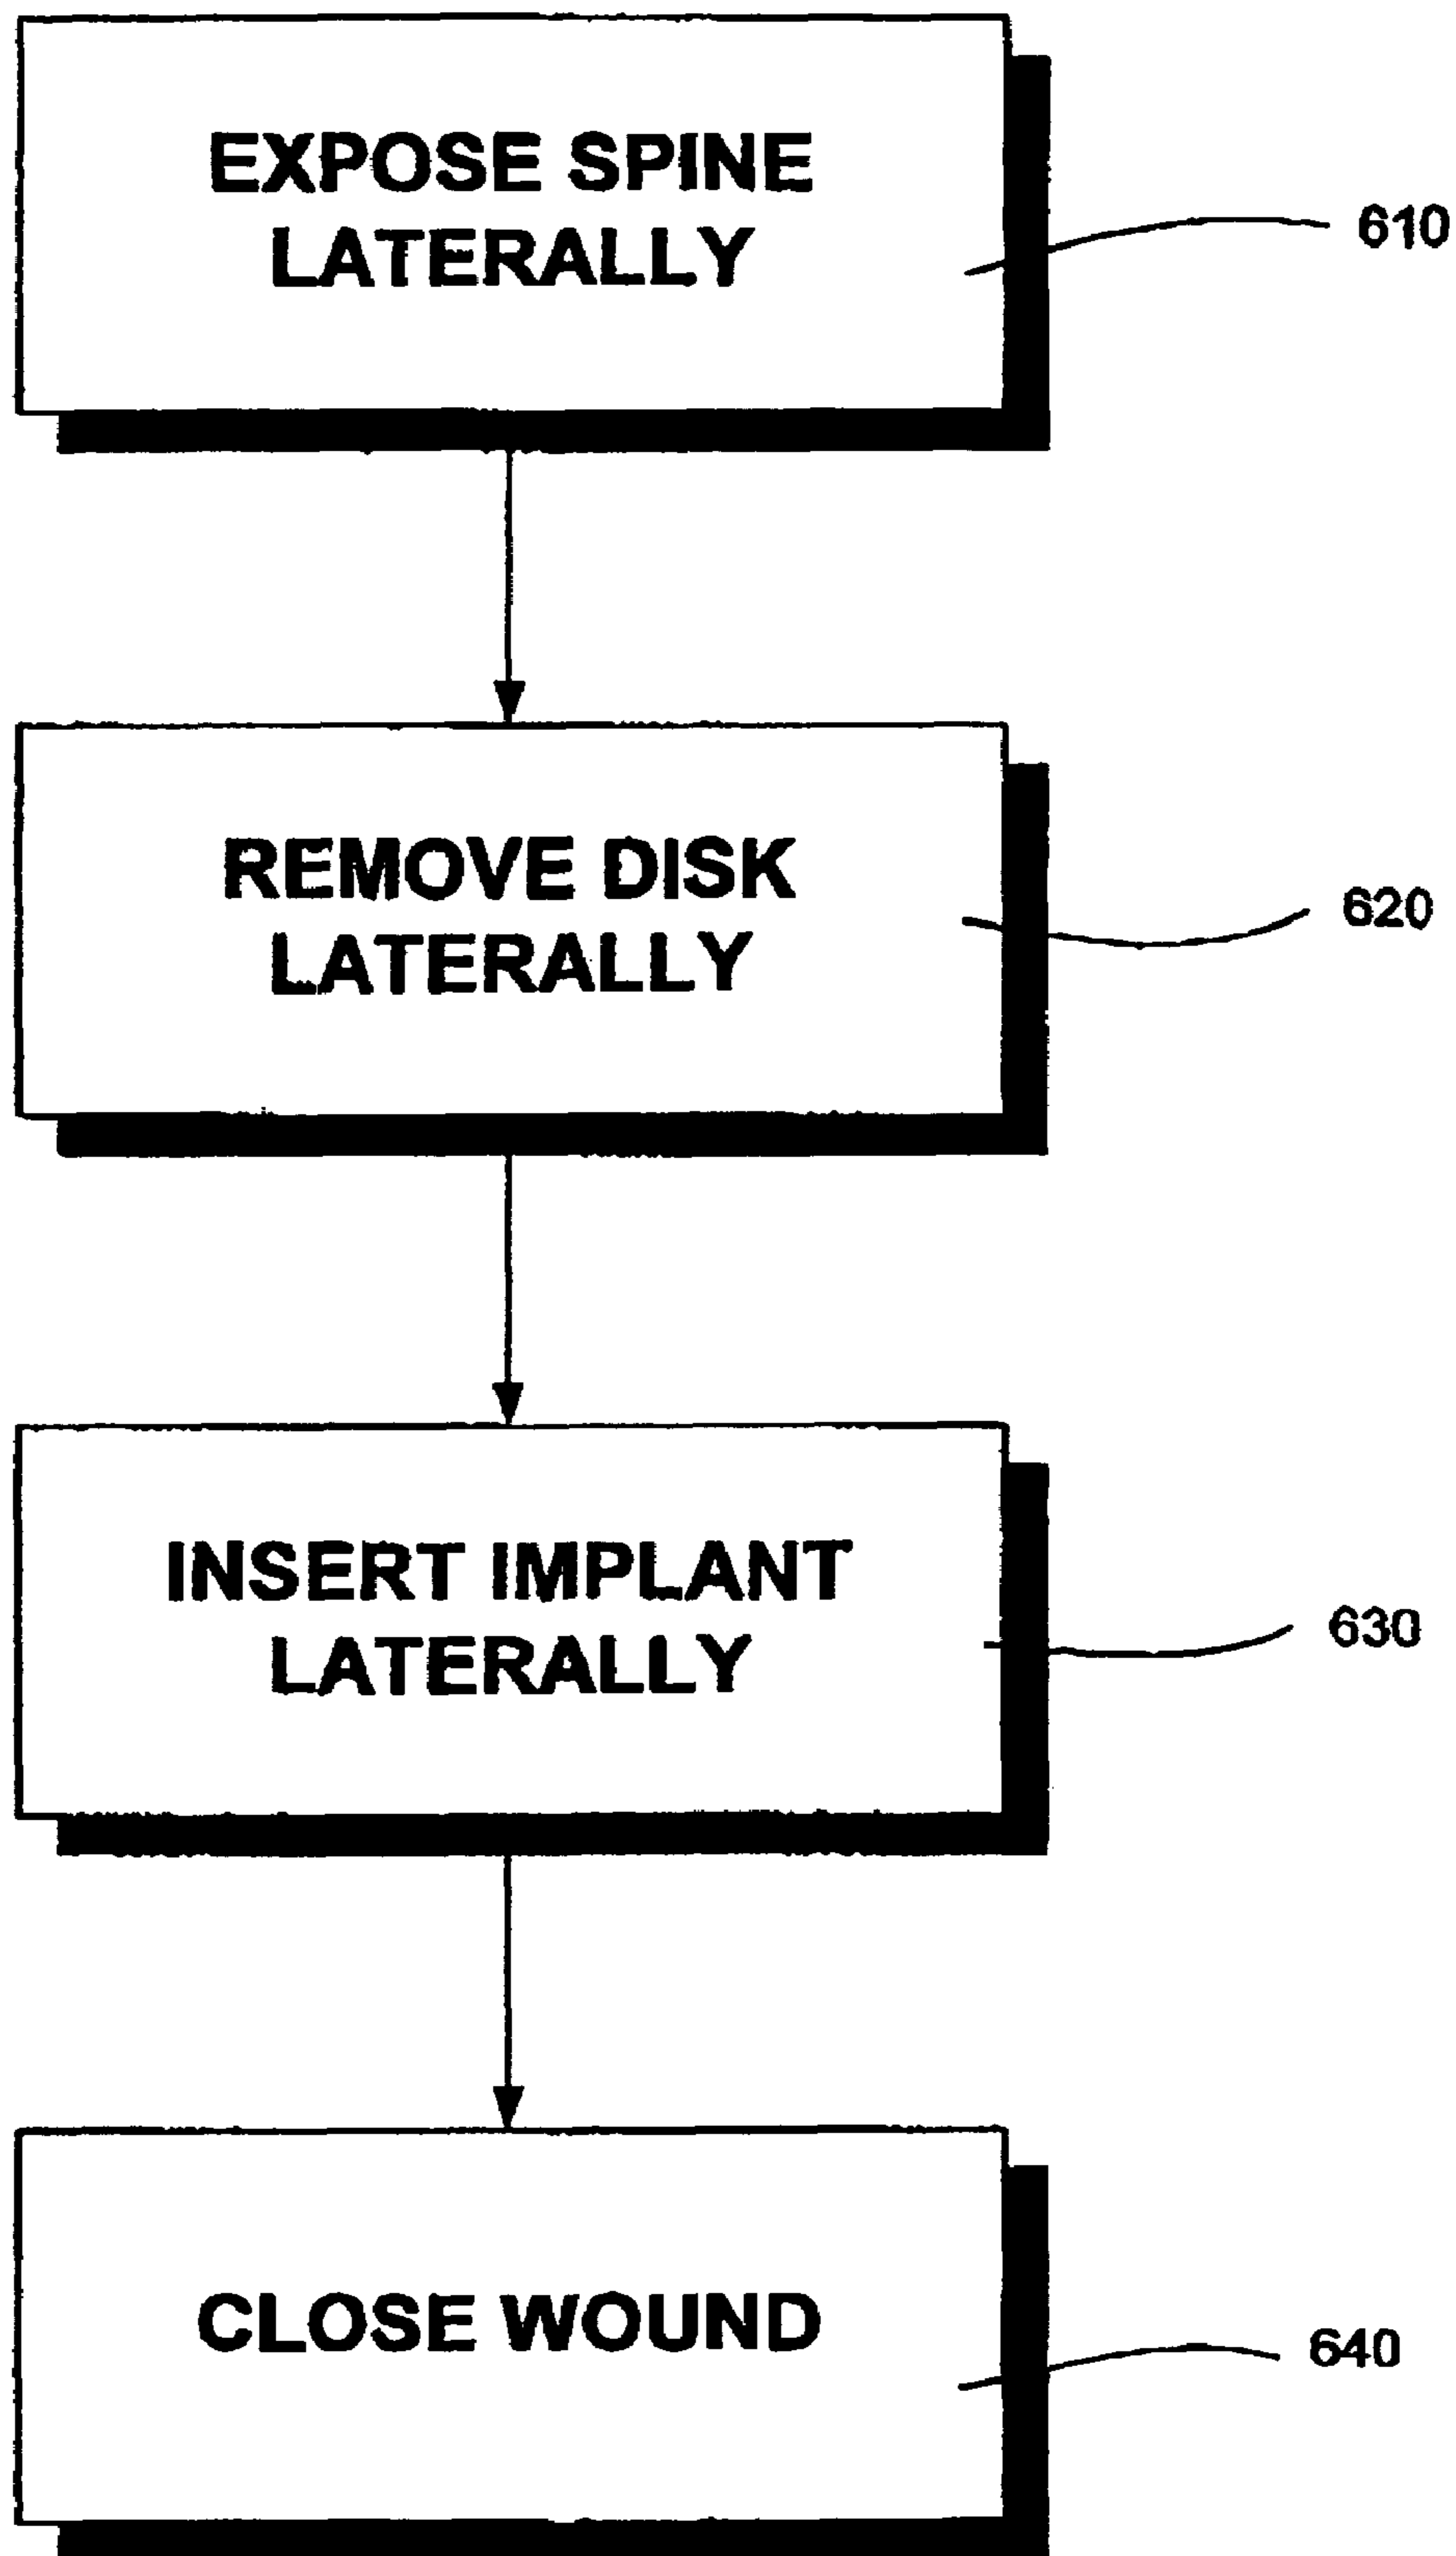 EXPOSE SPINE
LATERALLY
610
REMOVE DISK
LATERALLY
620
INSERT IMPLANT
LATERALLY
630
CLOSE WOUND
640